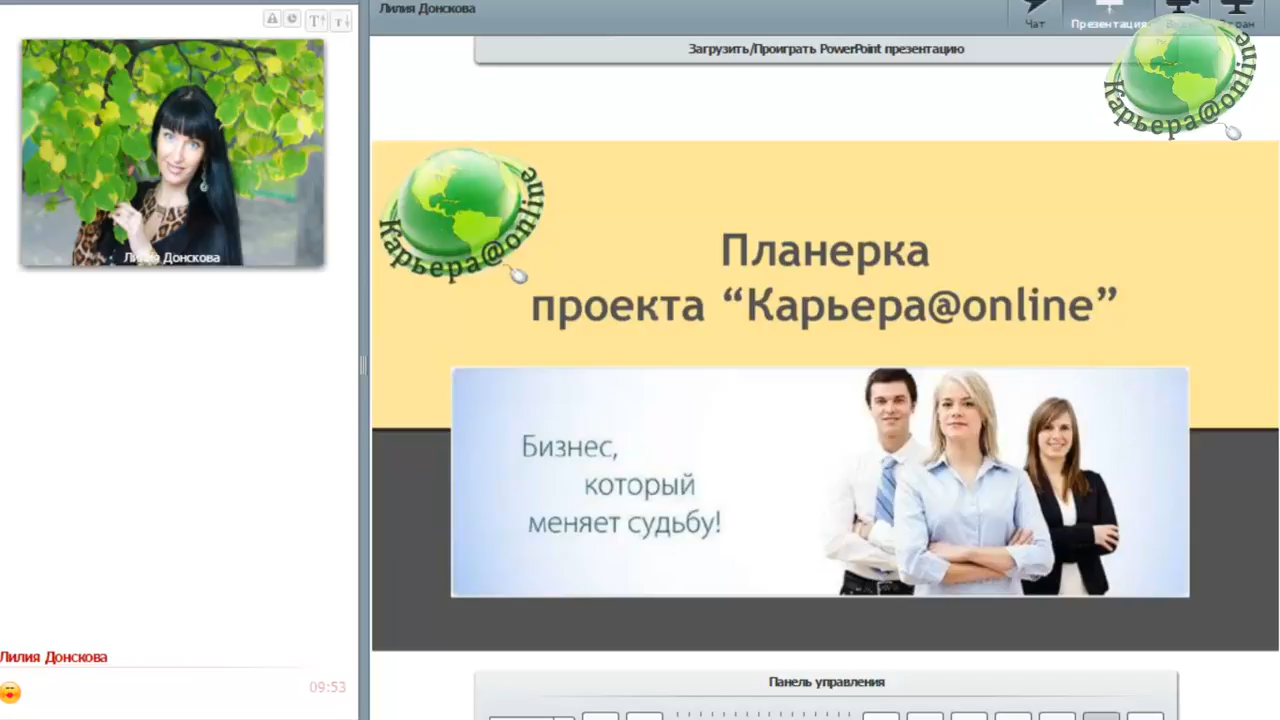 Лилия Донскова
Чат
Презентация
Загрузить/Проиграть PowerPoint презентацию
Карьера@online
Лилия Донскова
Карьера@online
Планерка
проекта “Карьера@online”
Бизнес,
который
меняет судьбу!
Лилия Донскова
09:53
Панель управления